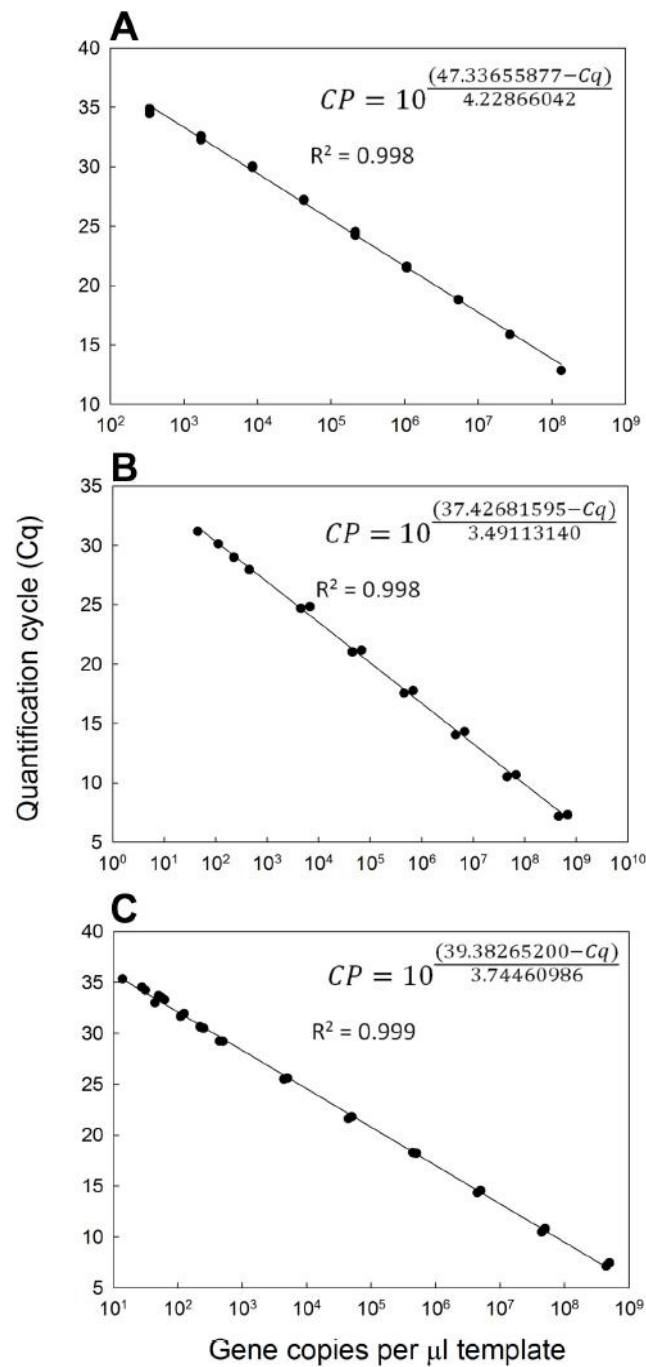 A
40
35
30
25
20
15
10
CP = 10^((47.33655877−Cq)/4.22866042)
R² = 0.998
10² 10³ 10⁴ 10⁵ 10⁶ 10⁷ 10⁸ 10⁹
B
35
30
25
20
15
10
5
CP = 10^((37.42681595−Cq)/3.49113140)
R² = 0.998
10⁰ 10¹ 10² 10³ 10⁴ 10⁵ 10⁶ 10⁷ 10⁸ 10⁹ 10¹⁰
Quantification cycle (Cq)
C
40
35
30
25
20
15
10
5
CP = 10^((39.38265200−Cq)/3.74460986)
R² = 0.999
10¹ 10² 10³ 10⁴ 10⁵ 10⁶ 10⁷ 10⁸ 10⁹
Gene copies per μl template